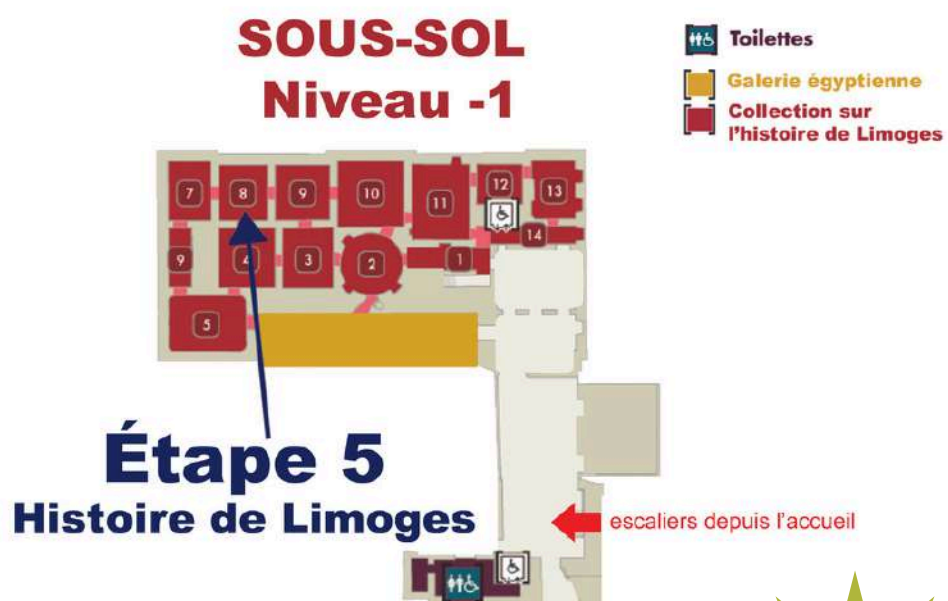 SOUS-SOL
Niveau -1
Toilettes
Galerie égyptienne
Collection sur
l'histoire de Limoges
7
8
9
10
11
12
13
14
9
4
3
2
1
5
Étape 5
Histoire de Limoges
escaliers depuis l'accueil